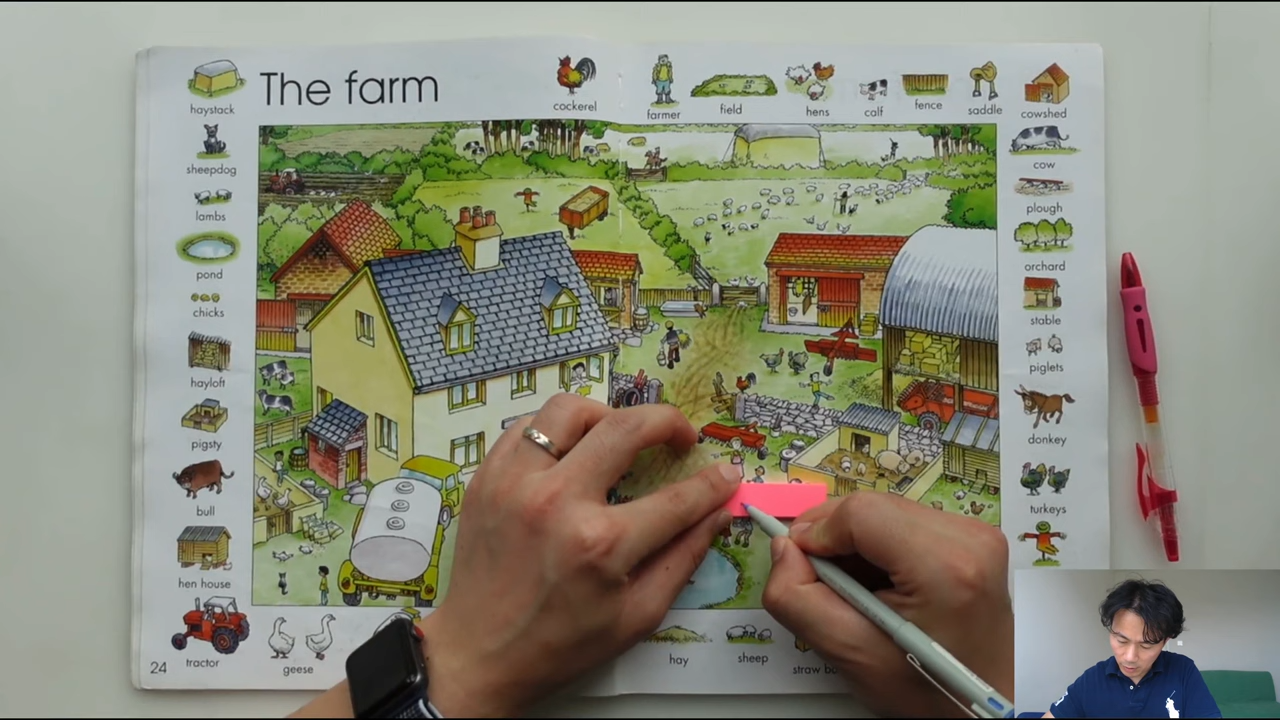 The farm
haystack
cockerel
farmer
field
hens
calf
fence
saddle
cowshed
sheepdog
cow
lambs
plough
pond
orchard
chicks
stable
hayloft
piglets
pigsty
donkey
bull
turkeys
hen house
tractor
geese
hay
sheep
straw
24